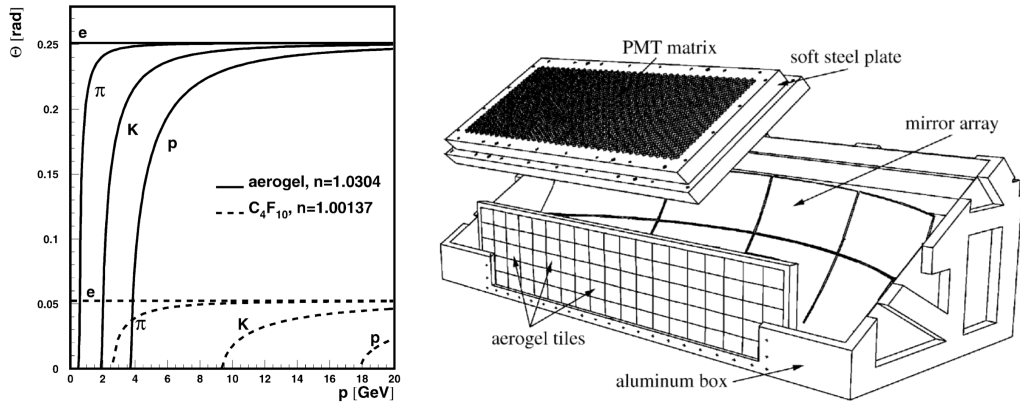 Θ [rad]
0.25
0.2
0.15
0.1
0.05
0
e
π
K
p
aerogel, n=1.0304
C₄F₁₀, n=1.00137
e
π
K
p
0 2 4 6 8 10 12 14 16 18 20
p [GeV]
PMT matrix
soft steel plate
mirror array
aerogel tiles
aluminum box